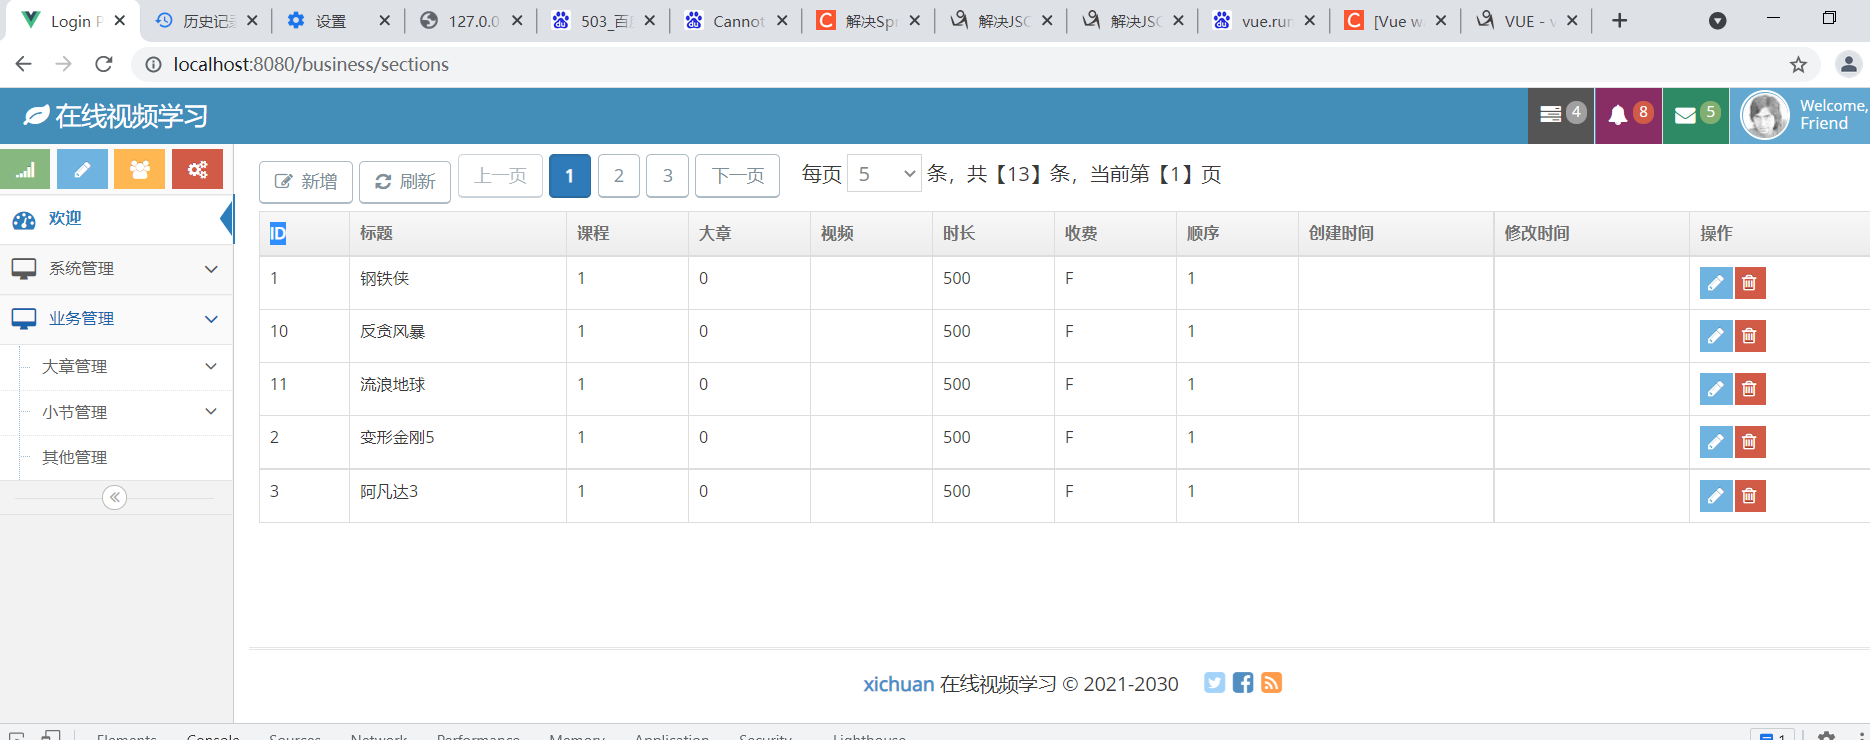 Login P
历史记录
设置
127.0.0
503_百度
Cannot
解决Spr
解决JSO
解决JSO
vue.run
[Vue wa
VUE - v
localhost:8080/business/sections
在线视频学习
4
8
5
Welcome,
Friend
新增 刷新 上一页 1 2 3 下一页 每页 5 条，共【13】条，当前第【1】页
欢迎
系统管理
业务管理
大章管理
小节管理
其他管理
ID 标题 课程 大章 视频 时长 收费 顺序 创建时间 修改时间 操作
1 钢铁侠 1 0 500 F 1
10 反贪风暴 1 0 500 F 1
11 流浪地球 1 0 500 F 1
2 变形金刚5 1 0 500 F 1
3 阿凡达3 1 0 500 F 1
xichuan 在线视频学习 © 2021-2030
Elements Console Sources Network Performance Memory Application Security Lighthouse 1